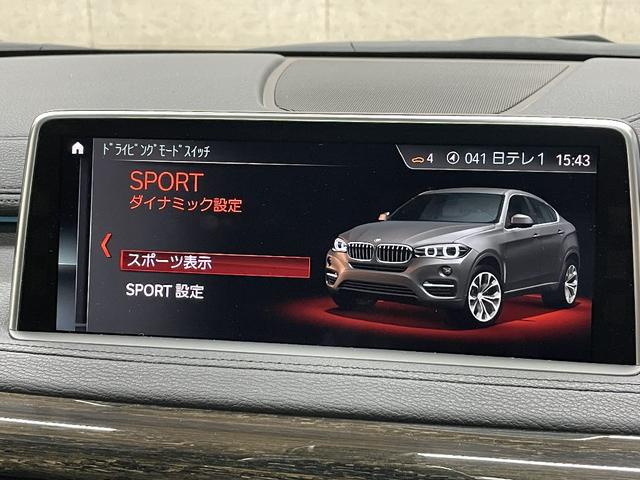 ﾄﾞﾗｲﾋﾞﾝｸﾞﾓｰﾄﾞｽｲｯﾁ
4 041 日テレ1 15:43
SPORT
ダイナミック設定
スポーツ表示
SPORT 設定